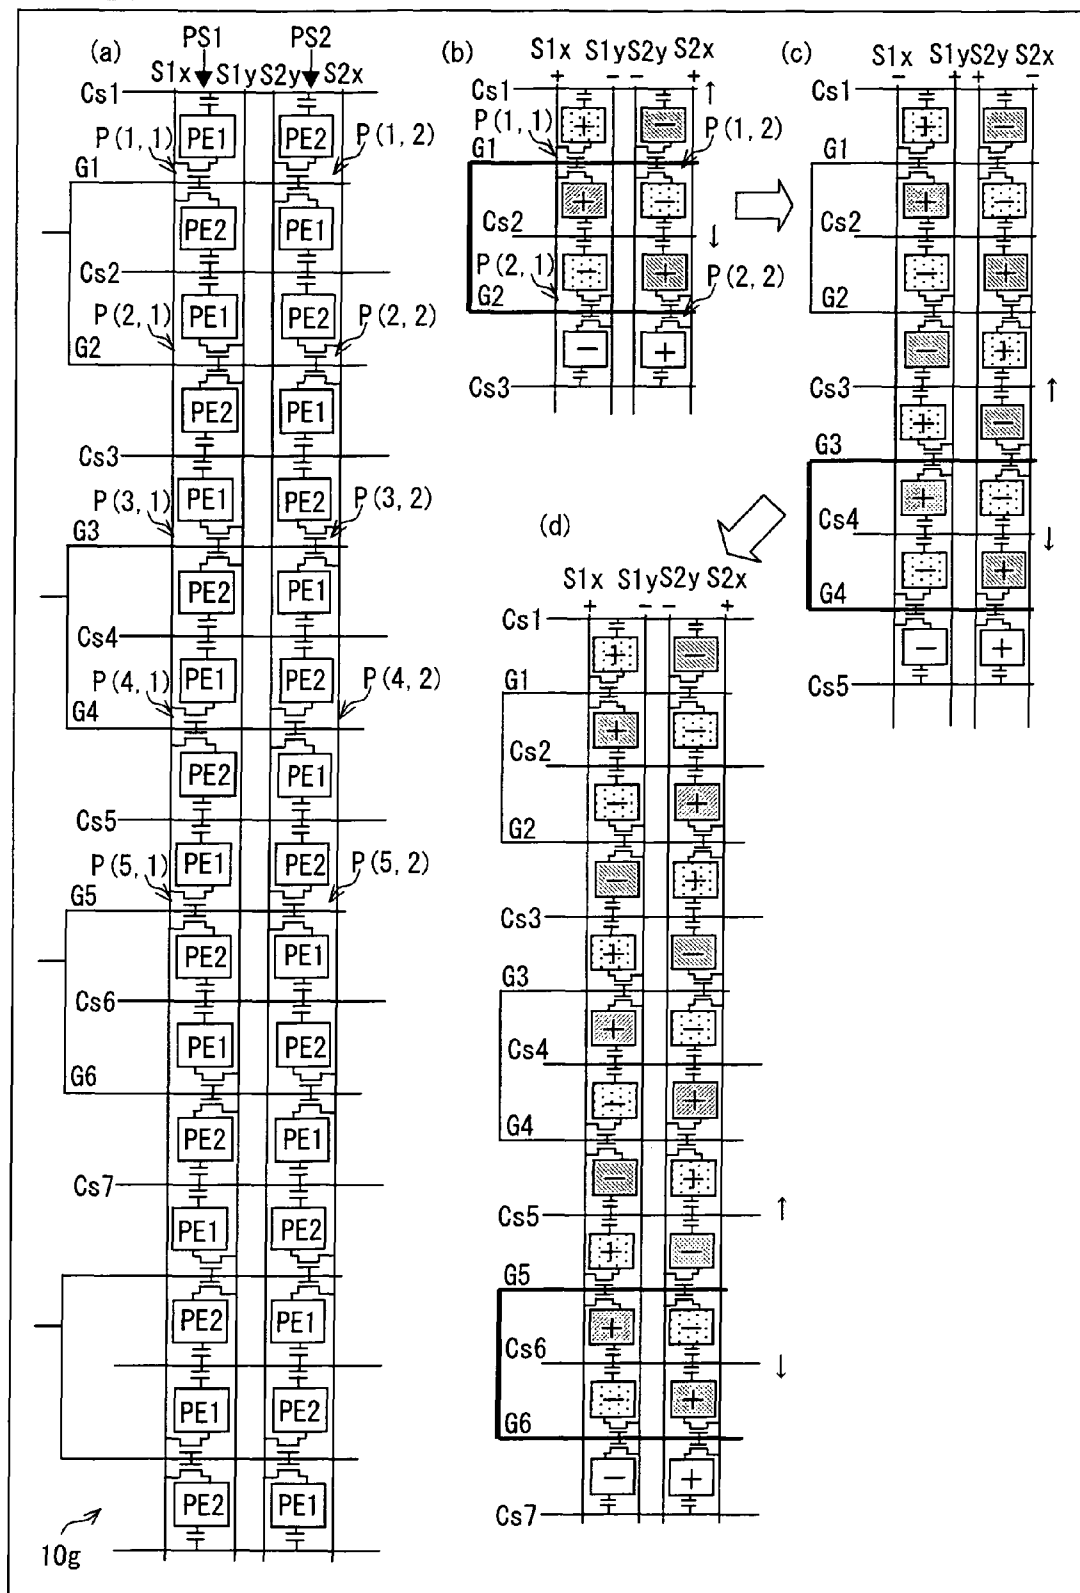 (a)
PS1 PS2
S1x S1y S2y S2x
Cs1
PE1 PE2
P(1, 1) P(1, 2)
G1
PE2 PE1
Cs2
PE1 PE2
P(2, 1) P(2, 2)
G2
PE2 PE1
Cs3
PE1 PE2
P(3, 1) P(3, 2)
G3
PE2 PE1
Cs4
PE1 PE2
P(4, 1) P(4, 2)
G4
PE2 PE1
Cs5
PE1 PE2
P(5, 1) P(5, 2)
G5
PE2 PE1
Cs6
PE1 PE2
G6
PE2 PE1
Cs7
PE1 PE2
PE2 PE1
PE1 PE2
PE2 PE1
10g
(b)
S1x S1y S2y S2x
+ − − +
Cs1 ↑
+ −
P(1, 1) P(1, 2)
G1
+ −
Cs2 ↓
− +
P(2, 1) P(2, 2)
G2
− +
Cs3
(c)
S1x S1y S2y S2x
− + + −
Cs1
+ −
G1
+ −
Cs2
− +
G2
− +
Cs3 ↑
+ −
G3
+ −
Cs4 ↓
− +
G4
− +
Cs5
(d)
S1x S1y S2y S2x
+ − − +
Cs1
+ −
G1
+ −
Cs2
− +
G2
− +
Cs3
+ −
G3
+ −
Cs4
− +
G4
− +
Cs5 ↑
+ −
G5
+ −
Cs6 ↓
− +
G6
− +
Cs7